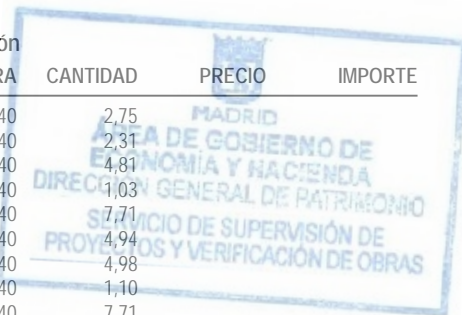 ón
RA CANTIDAD PRECIO IMPORTE
40 2,75
40 2,31
40 4,81
40 1,03
40 7,71
40 4,94
40 4,98
40 1,10
40 7,71
MADRID
ÁREA DE GOBIERNO DE
ECONOMÍA Y HACIENDA
DIRECCIÓN GENERAL DE PATRIMONIO
SERVICIO DE SUPERVISIÓN DE
PROYECTOS Y VERIFICACIÓN DE OBRAS